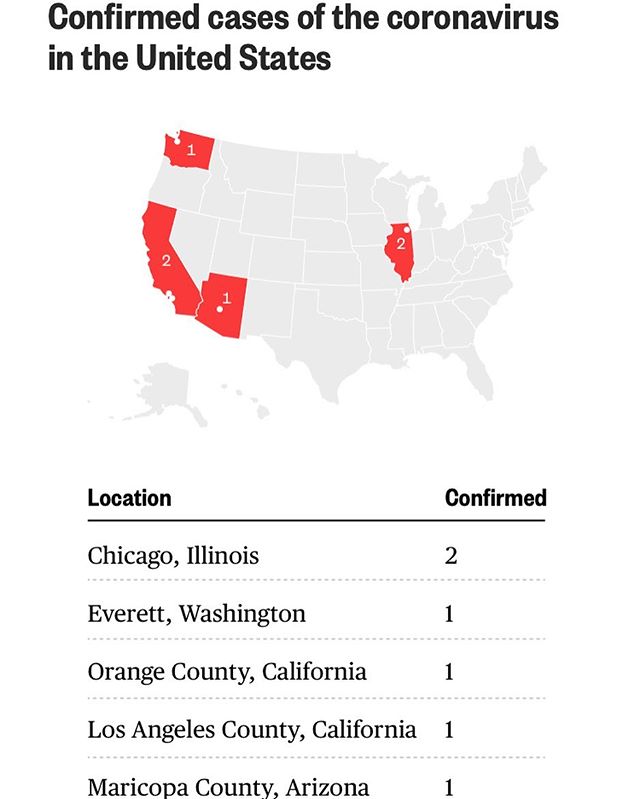 Confirmed cases of the coronavirus
in the United States
1
2
2
1
Location Confirmed
Chicago, Illinois 2
Everett, Washington 1
Orange County, California 1
Los Angeles County, California 1
Maricopa County, Arizona 1